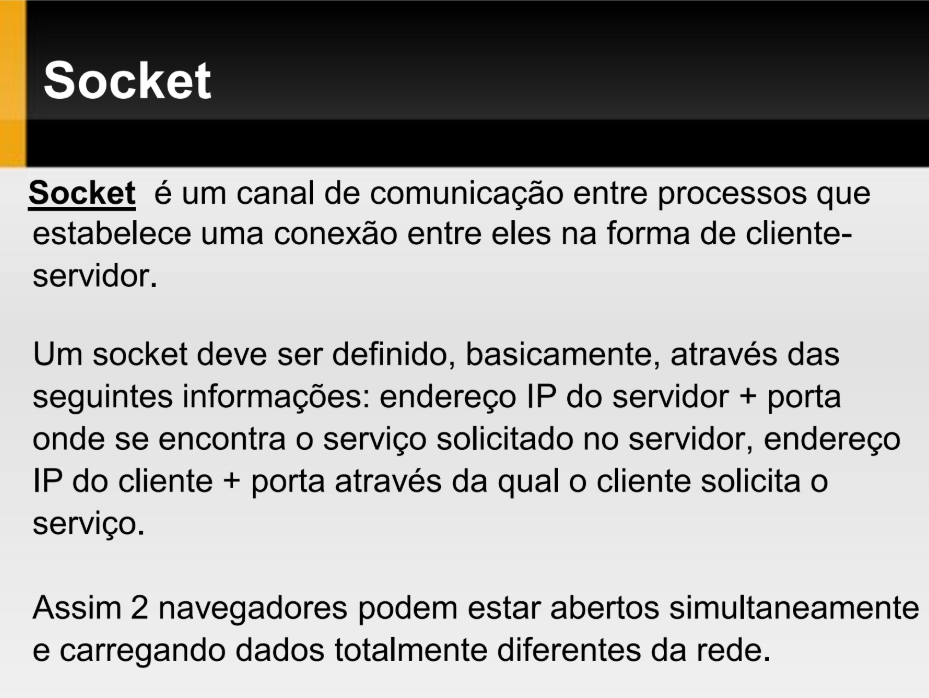 Socket
Socket é um canal de comunicação entre processos que
estabelece uma conexão entre eles na forma de cliente-
servidor.
Um socket deve ser definido, basicamente, através das
seguintes informações: endereço IP do servidor + porta
onde se encontra o serviço solicitado no servidor, endereço
IP do cliente + porta através da qual o cliente solicita o
serviço.
Assim 2 navegadores podem estar abertos simultaneamente
e carregando dados totalmente diferentes da rede.